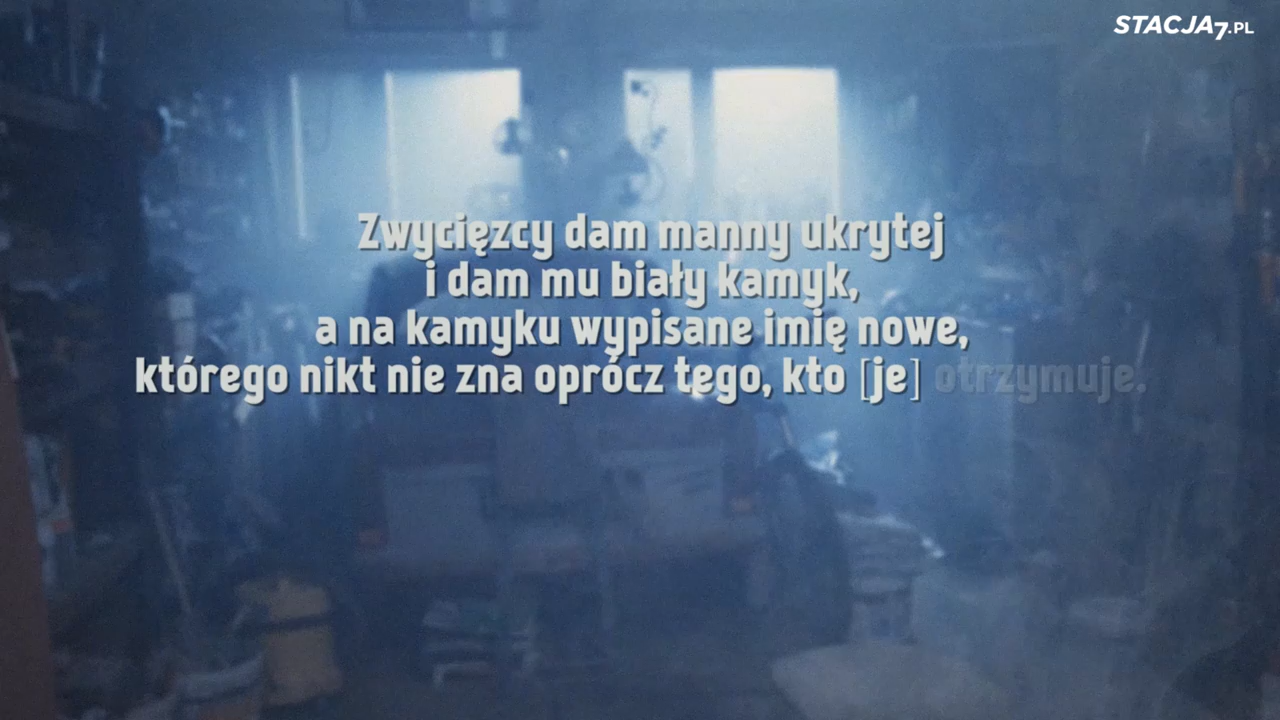 STACJA7.PL
Zwycięzcy dam manny ukrytej
i dam mu biały kamyk,
a na kamyku wypisane imię nowe,
którego nikt nie zna oprócz tego, kto [je] otrzymuje.